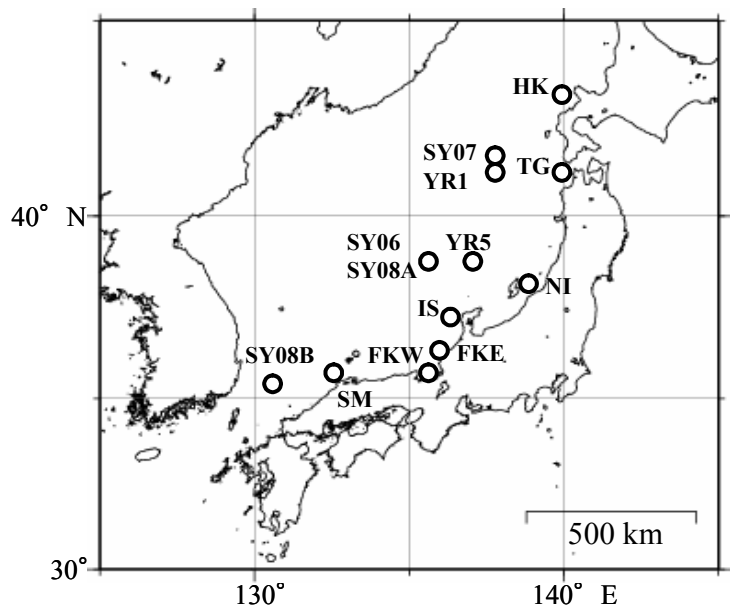 HK
SY07
TG
YR1
40° N
SY06
YR5
SY08A
NI
IS
SY08B
FKW
FKE
SM
500 km
30°
130°
140° E